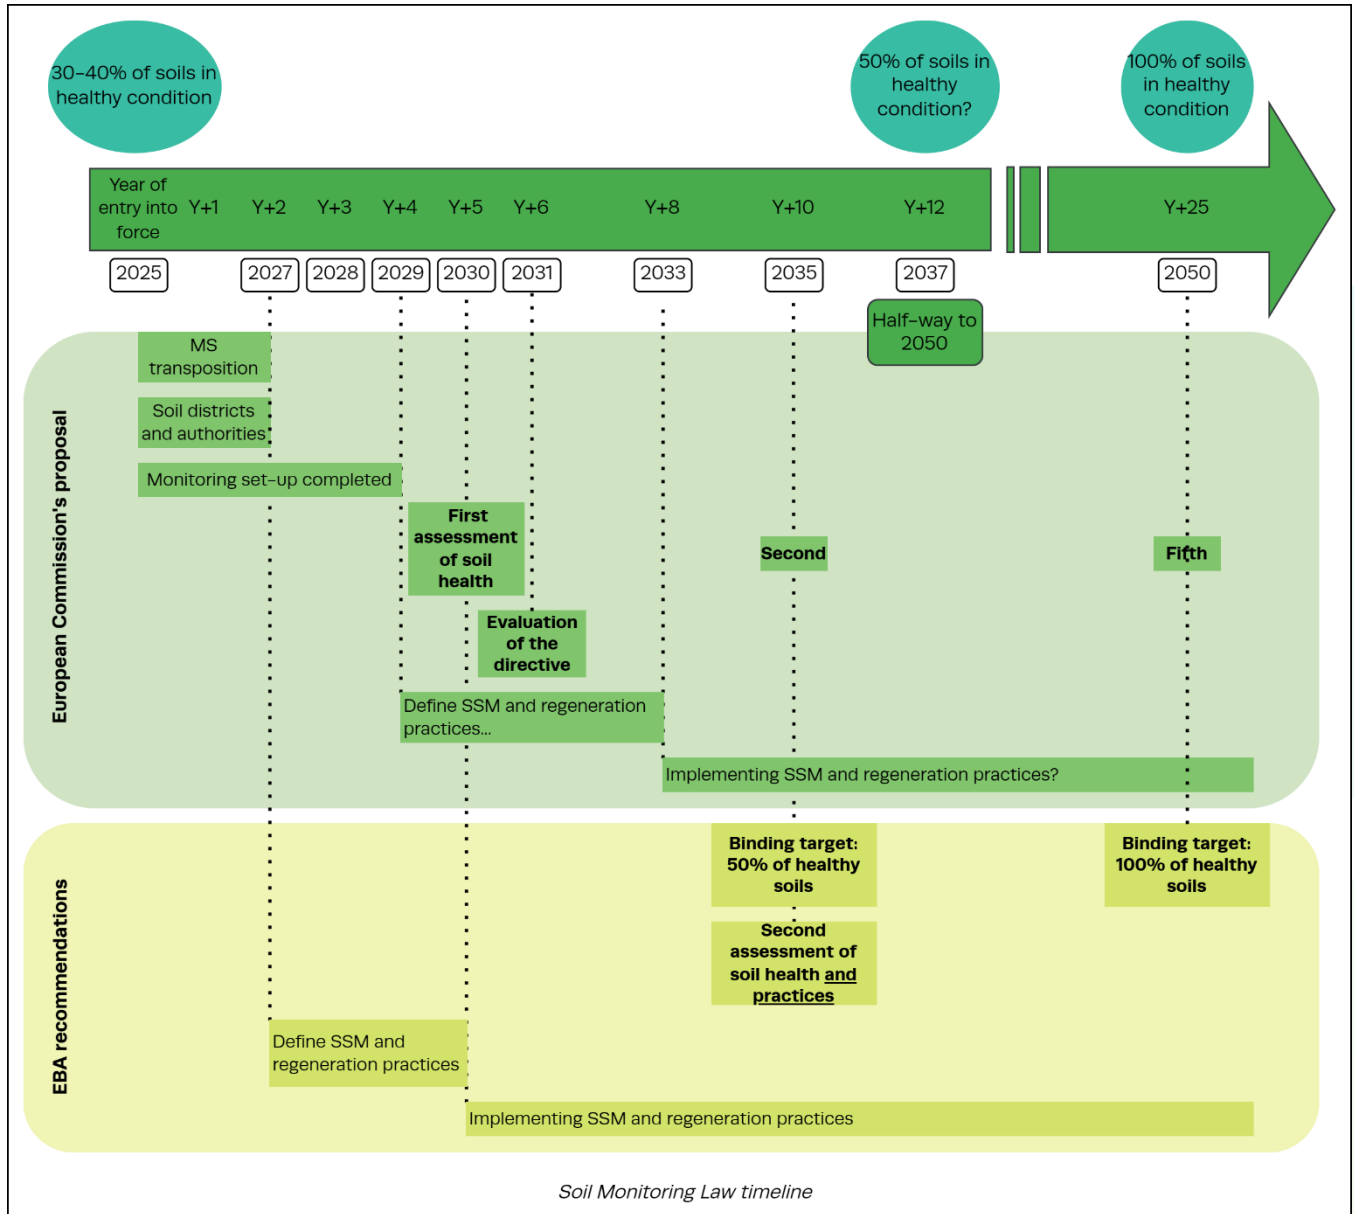 30-40% of soils in
healthy condition
50% of soils in
healthy
condition?
100% of soils
in healthy
condition
Year of
entry into
force
Y+1
Y+2
Y+3
Y+4
Y+5
Y+6
Y+8
Y+10
Y+12
Y+25
2025
2027
2028
2029
2030
2031
2033
2035
2037
2050
Half-way to
2050
European Commission's proposal
MS
transposition
Soil districts
and authorities
Monitoring set-up completed
First
assessment
of soil
health
Second
Fifth
Evaluation
of the
directive
Define SSM and regeneration
practices...
Implementing SSM and regeneration practices?
EBA recommendations
Binding target:
50% of healthy
soils
Binding target:
100% of healthy
soils
Second
assessment of
soil health and
practices
Define SSM and
regeneration practices
Implementing SSM and regeneration practices
Soil Monitoring Law timeline